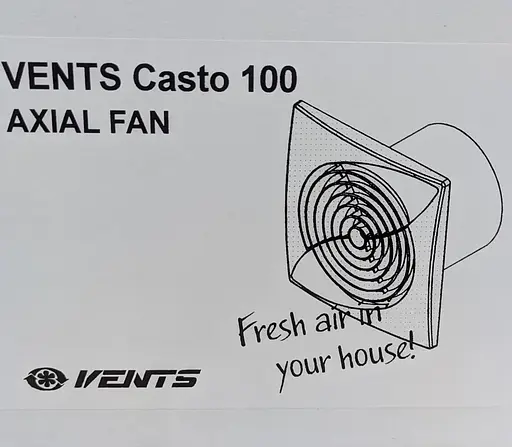 VENTS Casto 100
AXIAL FAN
Fresh air in
your house!
VENTS